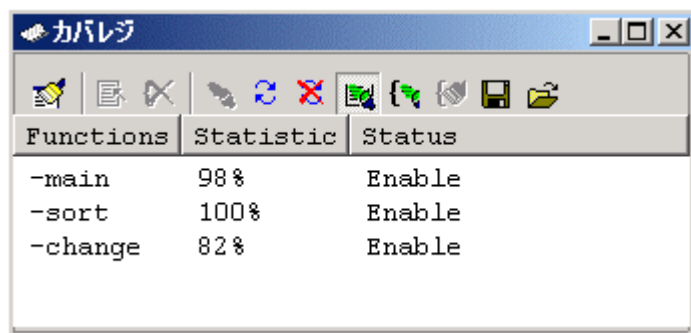 カバレジ
Functions Statistic Status
-main 98% Enable
-sort 100% Enable
-change 82% Enable